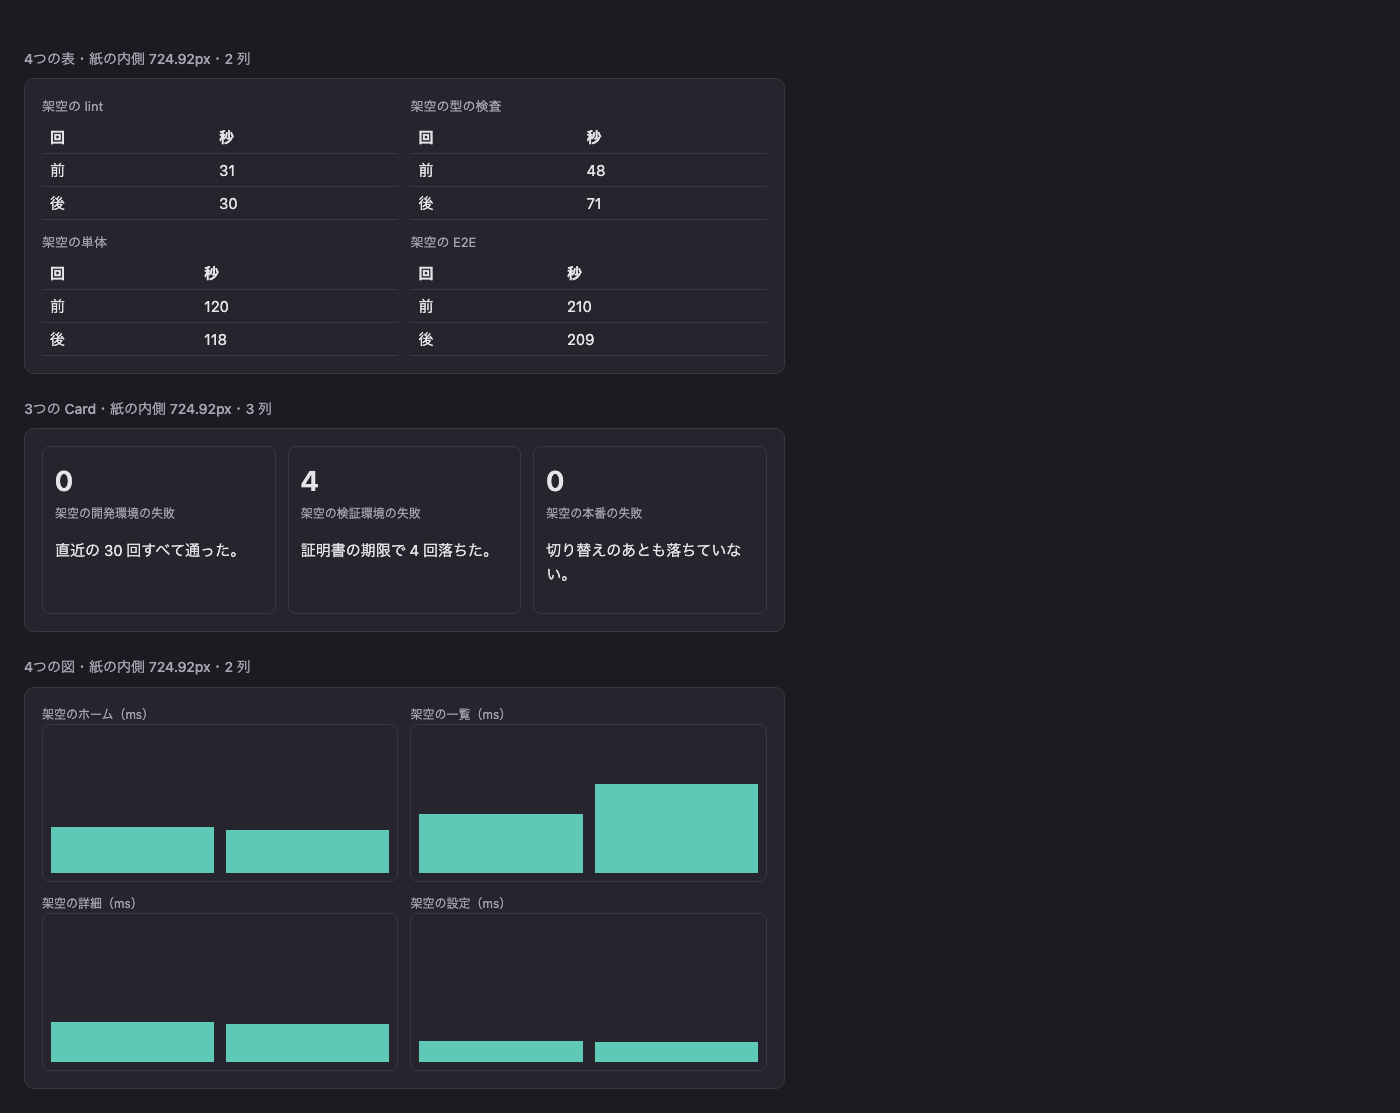 4つの表・紙の内側 724.92px・2 列
架空の lint
回 秒
前 31
後 30
架空の型の検査
回 秒
前 48
後 71
架空の単体
回 秒
前 120
後 118
架空の E2E
回 秒
前 210
後 209
3つの Card・紙の内側 724.92px・3 列
0
架空の開発環境の失敗
直近の 30 回すべて通った。
4
架空の検証環境の失敗
証明書の期限で 4 回落ちた。
0
架空の本番の失敗
切り替えのあとも落ちていな
い。
4つの図・紙の内側 724.92px・2 列
架空のホーム（ms）
架空の一覧（ms）
架空の詳細（ms）
架空の設定（ms）